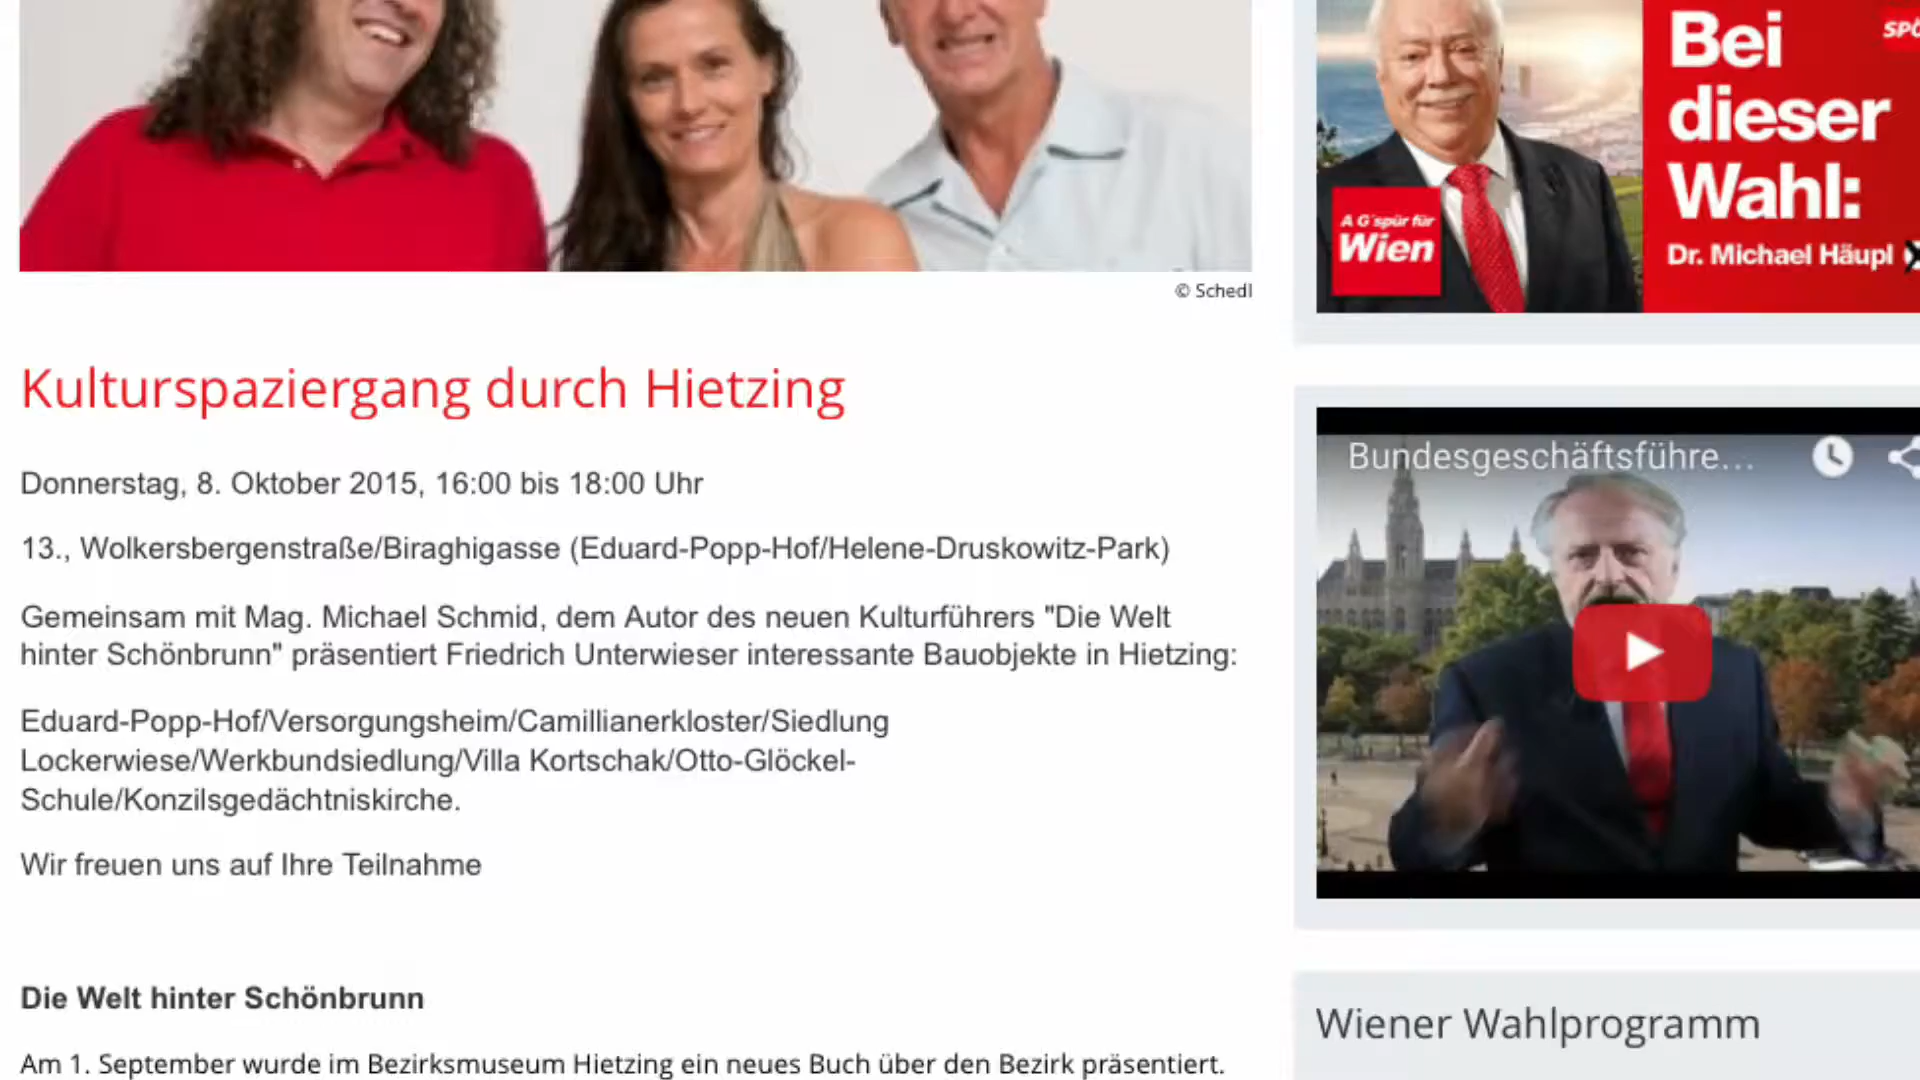 © Schedl
Kulturspaziergang durch Hietzing
Donnerstag, 8. Oktober 2015, 16:00 bis 18:00 Uhr
13., Wolkersbergenstraße/Biraghigasse (Eduard-Popp-Hof/Helene-Druskowitz-Park)
Gemeinsam mit Mag. Michael Schmid, dem Autor des neuen Kulturführers "Die Welt
hinter Schönbrunn" präsentiert Friedrich Unterwieser interessante Bauobjekte in Hietzing:
Eduard-Popp-Hof/Versorgungsheim/Camillianerkloster/Siedlung
Lockerwiese/Werkbundsiedlung/Villa Kortschak/Otto-Glöckel-
Schule/Konzilsgedächtniskirche.
Wir freuen uns auf Ihre Teilnahme
Die Welt hinter Schönbrunn
Am 1. September wurde im Bezirksmuseum Hietzing ein neues Buch über den Bezirk präsentiert.
SPÖ
Bei
dieser
Wahl:
Dr. Michael Häupl
A G'spür für
Wien
Bundesgeschäftsführe...
Wiener Wahlprogramm